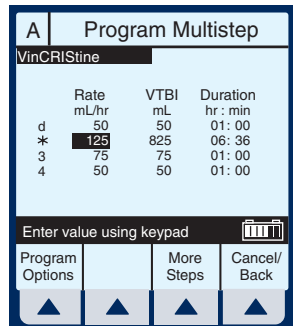 A Program Multistep
VinCRIStine
Rate VTBI Duration
mL/hr mL hr : min
d 50 50 01: 00
* 125 825 06: 36
3 75 75 01: 00
4 50 50 01: 00
Enter value using keypad
Program Options More Steps Cancel/ Back